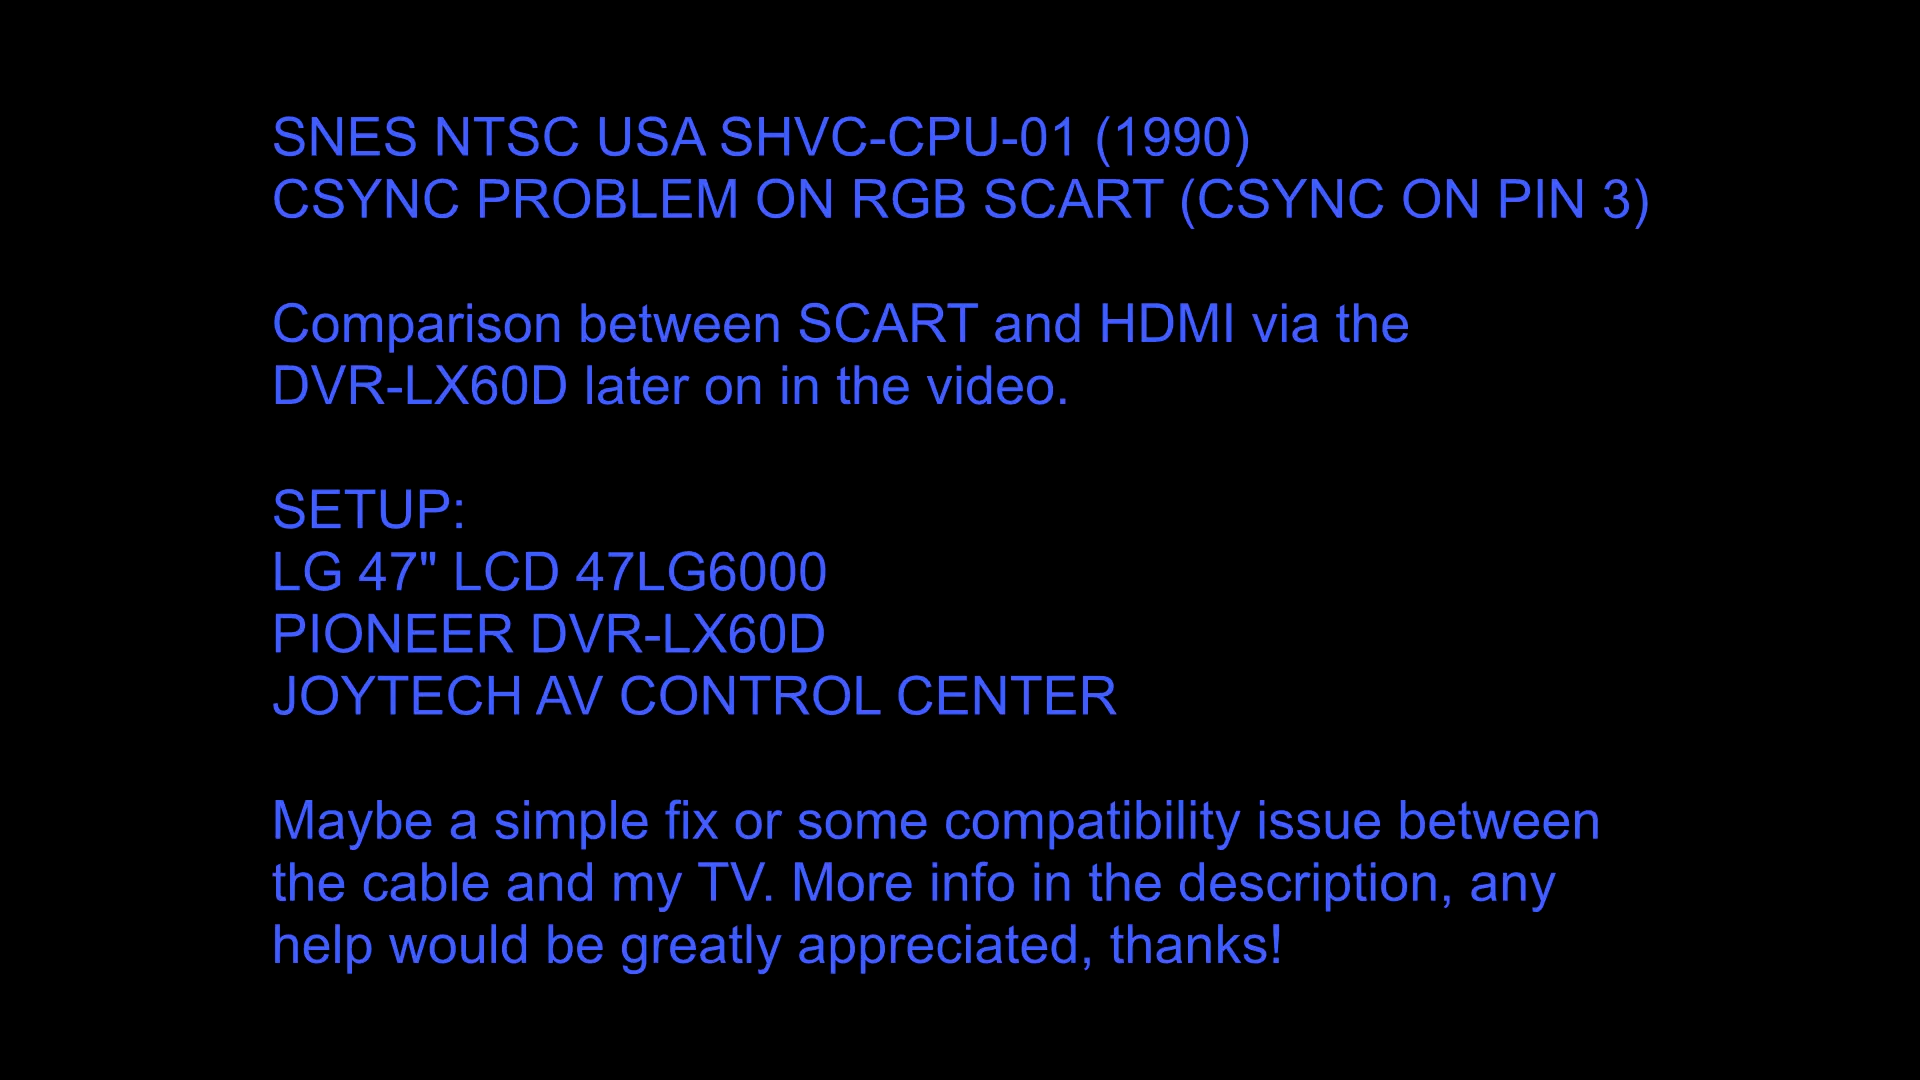 SNES NTSC USA SHVC-CPU-01 (1990)
CSYNC PROBLEM ON RGB SCART (CSYNC ON PIN 3)
Comparison between SCART and HDMI via the
DVR-LX60D later on in the video.
SETUP:
LG 47" LCD 47LG6000
PIONEER DVR-LX60D
JOYTECH AV CONTROL CENTER
Maybe a simple fix or some compatibility issue between
the cable and my TV. More info in the description, any
help would be greatly appreciated, thanks!